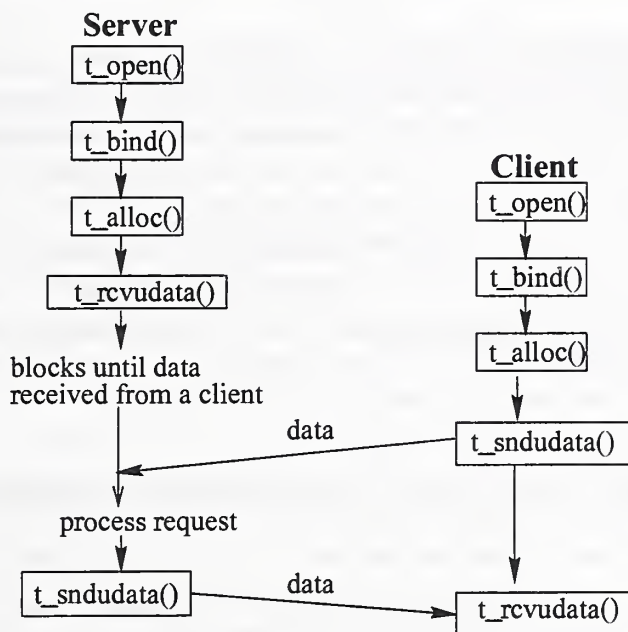 Server
t_open()
t_bind()
t_alloc()
t_rcvudata()
blocks until data
received from a client
process request
t_sndudata()
Client
t_open()
t_bind()
t_alloc()
t_sndudata()
t_rcvudata()
data
data